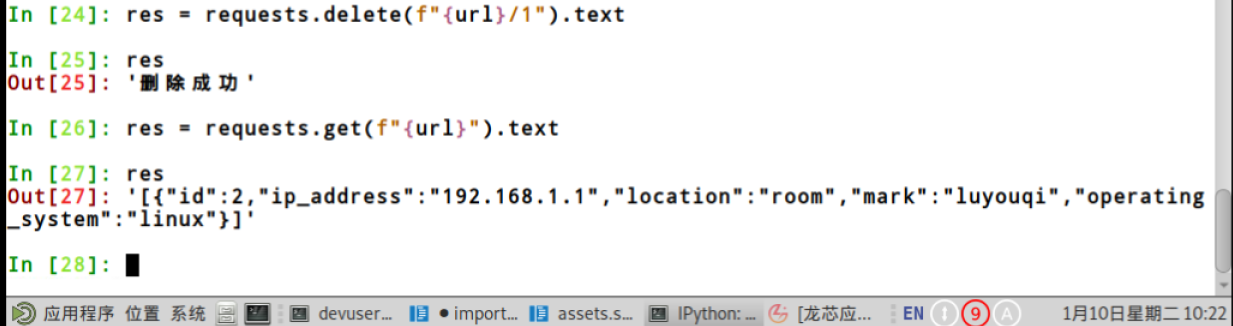 In [24]: res = requests.delete(f"{url}/1").text
In [25]: res
Out[25]: '删除成功'
In [26]: res = requests.get(f"{url}").text
In [27]: res
Out[27]: '[{"id":2,"ip_address":"192.168.1.1","location":"room","mark":"luyouqi","operating
_system":"linux"}]'
In [28]:
应用程序 位置 系统 devuser... ● import... assets.s... IPython: ... [龙芯应... EN 9 A 1月10日星期二 10:22